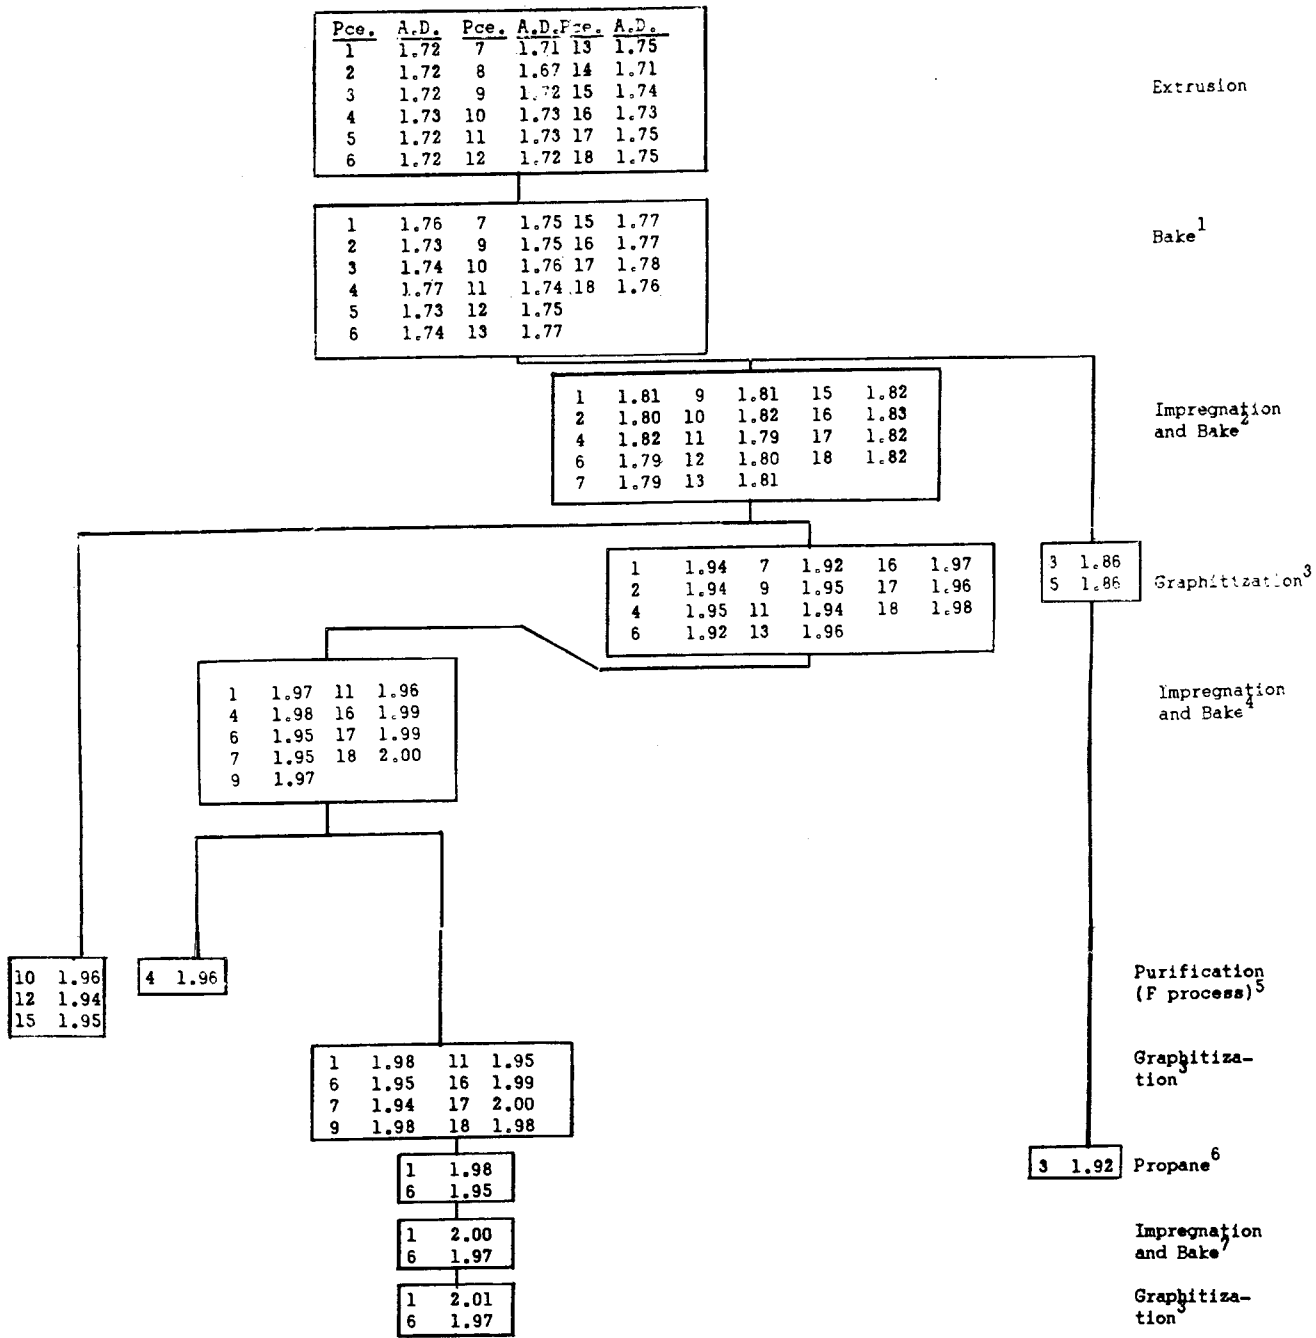 Pce. A.D. Pce. A.D. Pce. A.D.
1 1.72 7 1.71 13 1.75
2 1.72 8 1.67 14 1.71
3 1.72 9 1.72 15 1.74
4 1.73 10 1.73 16 1.73
5 1.72 11 1.73 17 1.75
6 1.72 12 1.72 18 1.75
Extrusion
1 1.76 7 1.75 15 1.77
2 1.73 9 1.75 16 1.77
3 1.74 10 1.76 17 1.78
4 1.77 11 1.74 18 1.76
5 1.73 12 1.75
6 1.74 13 1.77
Bake1
1 1.81 9 1.81 15 1.82
2 1.80 10 1.82 16 1.83
4 1.82 11 1.79 17 1.82
6 1.79 12 1.80 18 1.82
7 1.79 13 1.81
Impregnation
and Bake2
1 1.94 7 1.92 16 1.97
2 1.94 9 1.95 17 1.96
4 1.95 11 1.94 18 1.98
6 1.92 13 1.96
3 1.86
5 1.86
Graphitization3
1 1.97 11 1.96
4 1.98 16 1.99
6 1.95 17 1.99
7 1.95 18 2.00
9 1.97
Impregnation
and Bake4
10 1.96
12 1.94
15 1.95
4 1.96
Purification
(F process)5
1 1.98 11 1.95
6 1.95 16 1.99
7 1.94 17 2.00
9 1.98 18 1.98
Graphitiza-
tion3
1 1.98
6 1.95
3 1.92
Propane6
1 2.00
6 1.97
Impregnation
and Bake7
1 2.01
6 1.97
Graphitiza-
tion3